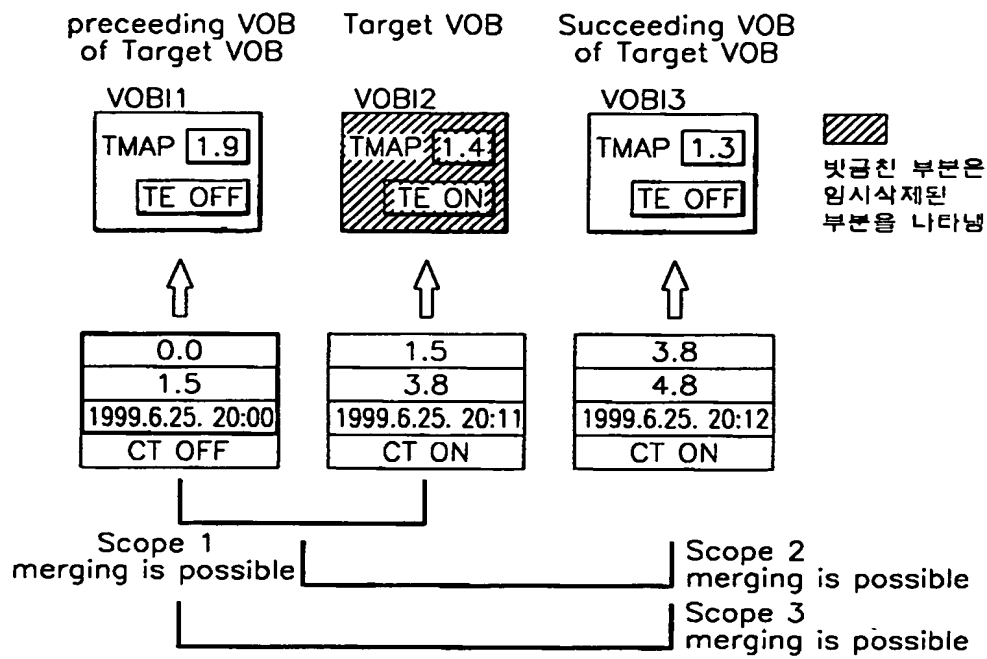 preceeding VOB
of Target VOB
Target VOB
Succeeding VOB
of Target VOB
VOBI1
TMAP 1.9
TE OFF
VOBI2
TMAP 1.4
TE ON
VOBI3
TMAP 1.3
TE OFF
빗금친 부분은
임시삭제된
부분을 나타냄
0.0
1.5
1999.6.25. 20:00
CT OFF
1.5
3.8
1999.6.25. 20:11
CT ON
3.8
4.8
1999.6.25. 20:12
CT ON
Scope 1
merging is possible
Scope 2
merging is possible
Scope 3
merging is possible